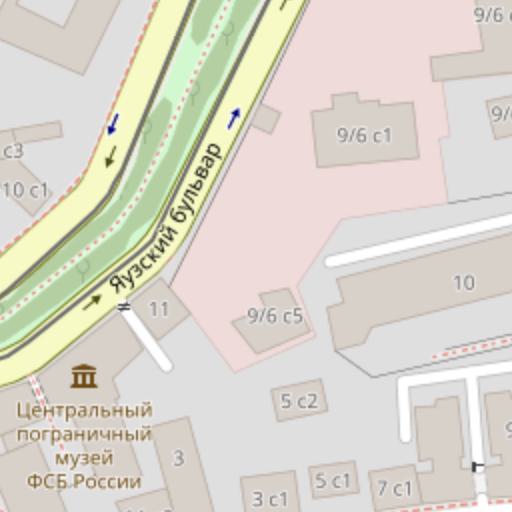 9/6 с
9/6 с1
9/
с3
10 с1
Яузский бульвар
10
11
9/6 с5
5 с2
Центральный
пограничный
музей
ФСБ России
3
5 с1
7 с1
3 с1